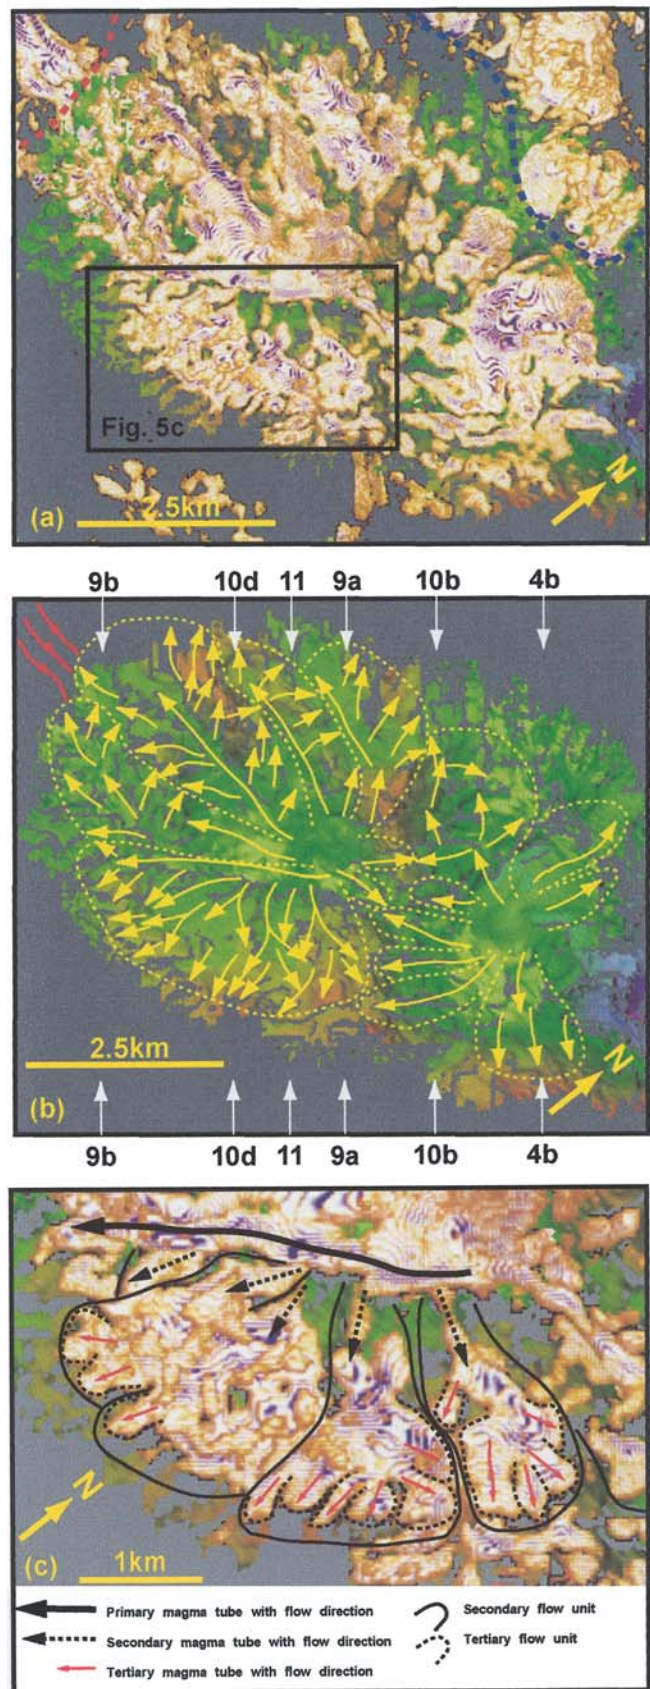 Fig. 5c
N
(a)
2.5km
9b 10d 11 9a 10b 4b
2.5km
N
(b)
9b 10d 11 9a 10b 4b
N
(c)
1km
Primary magma tube with flow direction
Secondary flow unit
Secondary magma tube with flow direction
Tertiary flow unit
Tertiary magma tube with flow direction